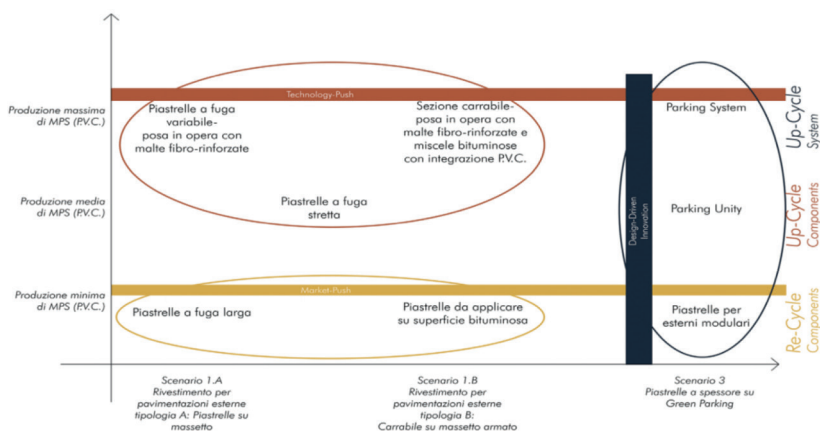 Technology-Push
Produzione massima
di MPS (P.V.C.)
Piastrelle a fuga
variabile-
posa in opera con
malte fibro-rinforzate
Sezione carrabile-
posa in opera con
malte fibro-rinforzate e
miscele bituminose
con integrazione P.V.C.
Parking System
Up-Cycle
System
Produzione media
di MPS (P.V.C.)
Piastrelle a fuga
stretta
Design-Driven
Innovation
Parking Unity
Up-Cycle
Components
Market-Push
Produzione minima
di MPS (P.V.C.)
Piastrelle a fuga larga
Piastrelle da applicare
su superficie bituminosa
Piastrelle per
esterni modulari
Re-Cycle
Components
Scenario 1.A
Rivestimento per
pavimentazioni esterne
tipologia A: Piastrelle su
massetto
Scenario 1.B
Rivestimento per
pavimentazioni esterne
tipologia B:
Carrabile su massetto armato
Scenario 3
Piastrelle a spessore su
Green Parking